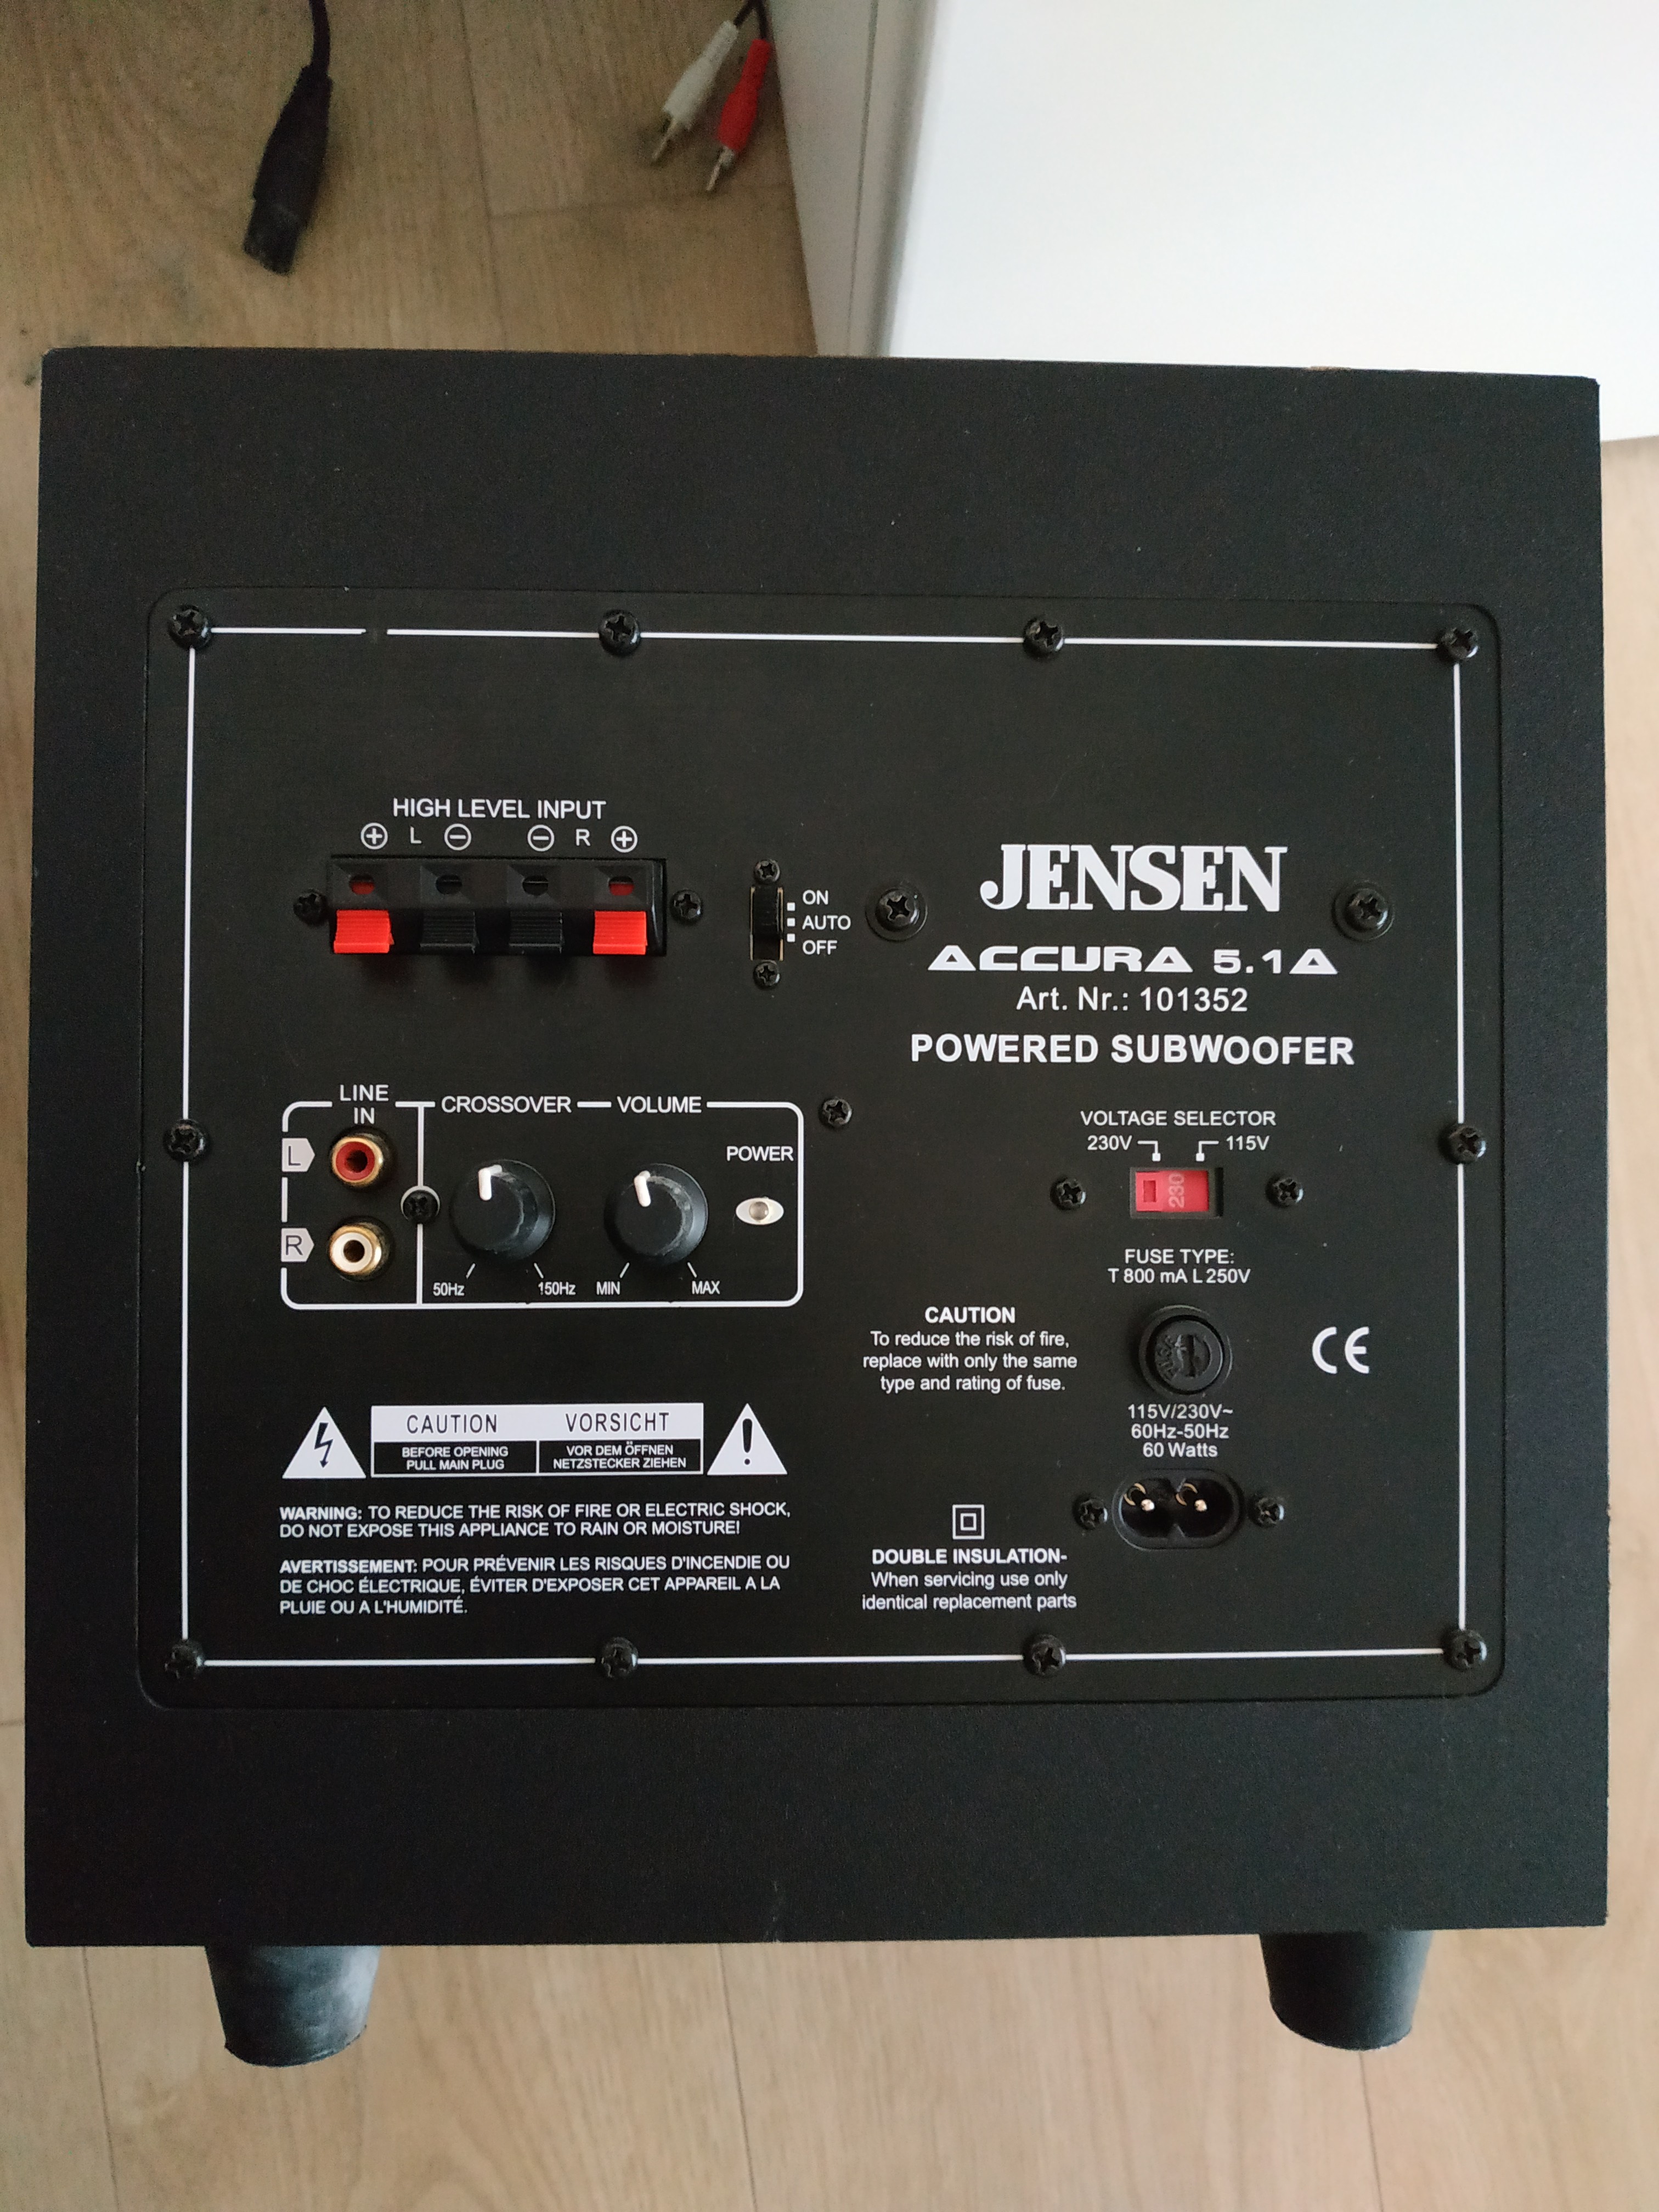 HIGH LEVEL INPUT
+ L - - R +
ON
AUTO
OFF
JENSEN
ACCURA 5.1A
Art. Nr.: 101352
POWERED SUBWOOFER
LINE
IN
CROSSOVER
VOLUME
L
R
POWER
50Hz
150Hz
MIN
MAX
VOLTAGE SELECTOR
230V
115V
230
FUSE TYPE:
T 800 mA L 250V
CAUTION
To reduce the risk of fire,
replace with only the same
type and rating of fuse.
CE
115V/230V~
60Hz-50Hz
60 Watts
CAUTION
BEFORE OPENING
PULL MAIN PLUG
VORSICHT
VOR DEM ÖFFNEN
NETZSTECKER ZIEHEN
WARNING: TO REDUCE THE RISK OF FIRE OR ELECTRIC SHOCK,
DO NOT EXPOSE THIS APPLIANCE TO RAIN OR MOISTURE!
AVERTISSEMENT: POUR PRÉVENIR LES RISQUES D'INCENDIE OU
DE CHOC ÉLECTRIQUE, ÉVITER D'EXPOSER CET APPAREIL A LA
PLUIE OU A L'HUMIDITÉ.
DOUBLE INSULATION-
When servicing use only
identical replacement parts